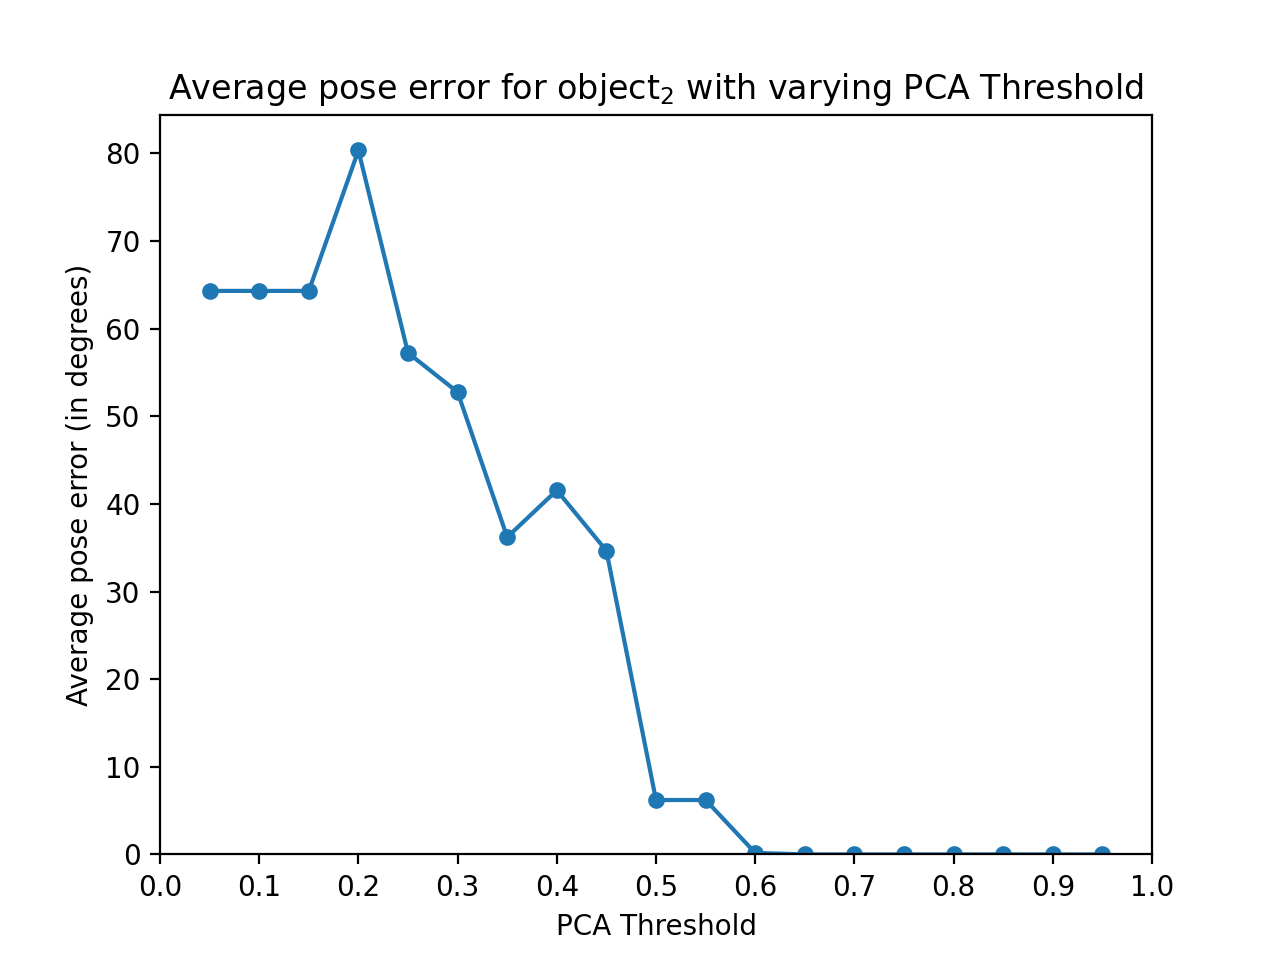 Average pose error for object₂ with varying PCA Threshold
Average pose error (in degrees)
80
70
60
50
40
30
20
10
0
0.0 0.1 0.2 0.3 0.4 0.5 0.6 0.7 0.8 0.9 1.0
PCA Threshold